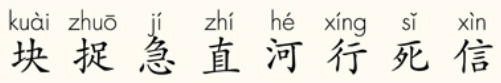 kuài zhuō jí zhí hé xíng sǐ xìn
块 捉 急 直 河 行 死 信